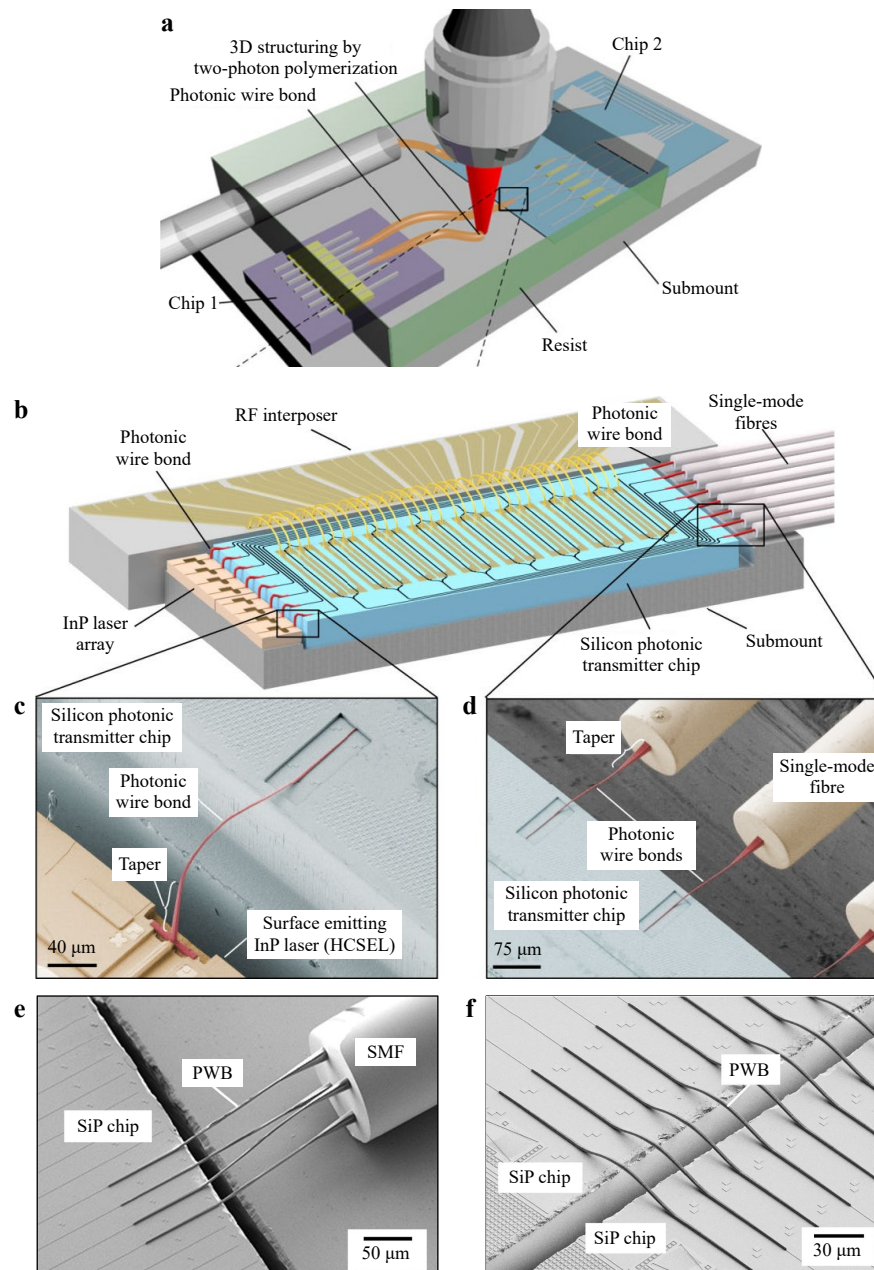 a
3D structuring by
two-photon polymerization
Photonic wire bond
Chip 2
Chip 1
Submount
Resist
b
RF interposer
Photonic
wire bond
Single-mode
fibres
Photonic
wire bond
InP laser
array
Submount
Silicon photonic
transmitter chip
c
Silicon photonic
transmitter chip
Photonic
wire bond
Taper
Surface emitting
InP laser (HCSEL)
40 μm
d
Taper
Single-mode
fibre
Photonic
wire bonds
Silicon photonic
transmitter chip
75 μm
e
SMF
PWB
SiP chip
50 μm
f
PWB
SiP chip
SiP chip
30 μm